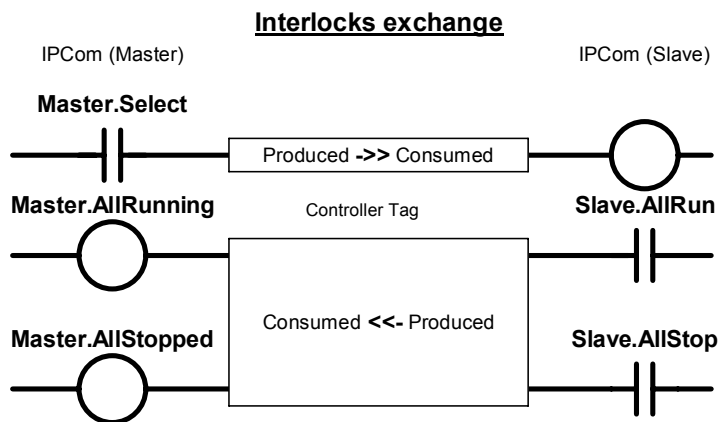 Interlocks exchange
IPCom (Master)
IPCom (Slave)
Master.Select
Produced ->> Consumed
Master.AllRunning
Controller Tag
Slave.AllRun
Consumed <<- Produced
Master.AllStopped
Slave.AllStop